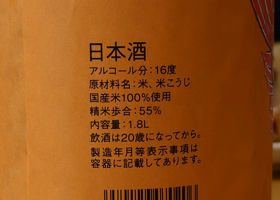 日本酒
アルコール分：16度
原材料名：米、米こうじ
国産米100％使用
精米歩合：55％
内容量：1.8L
飲酒は20歳になってから。
製造年月等表示事項は
容器に記載してあります。